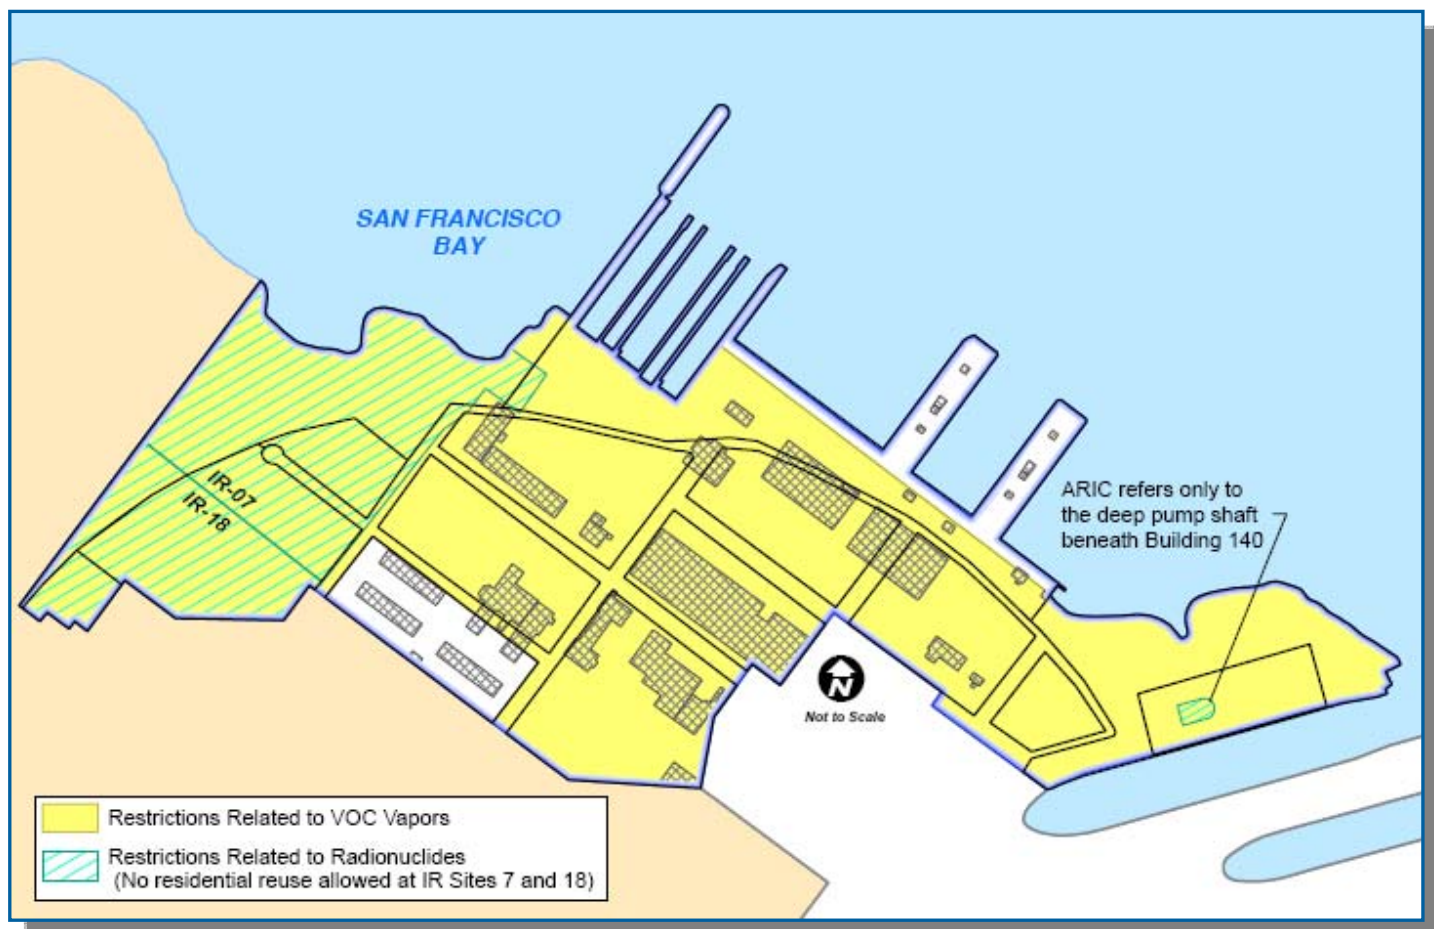 SAN FRANCISCO
BAY
IR-07
IR-18
ARIC refers only to
the deep pump shaft
beneath Building 140
N
Not to Scale
Restrictions Related to VOC Vapors
Restrictions Related to Radionuclides
(No residential reuse allowed at IR Sites 7 and 18)